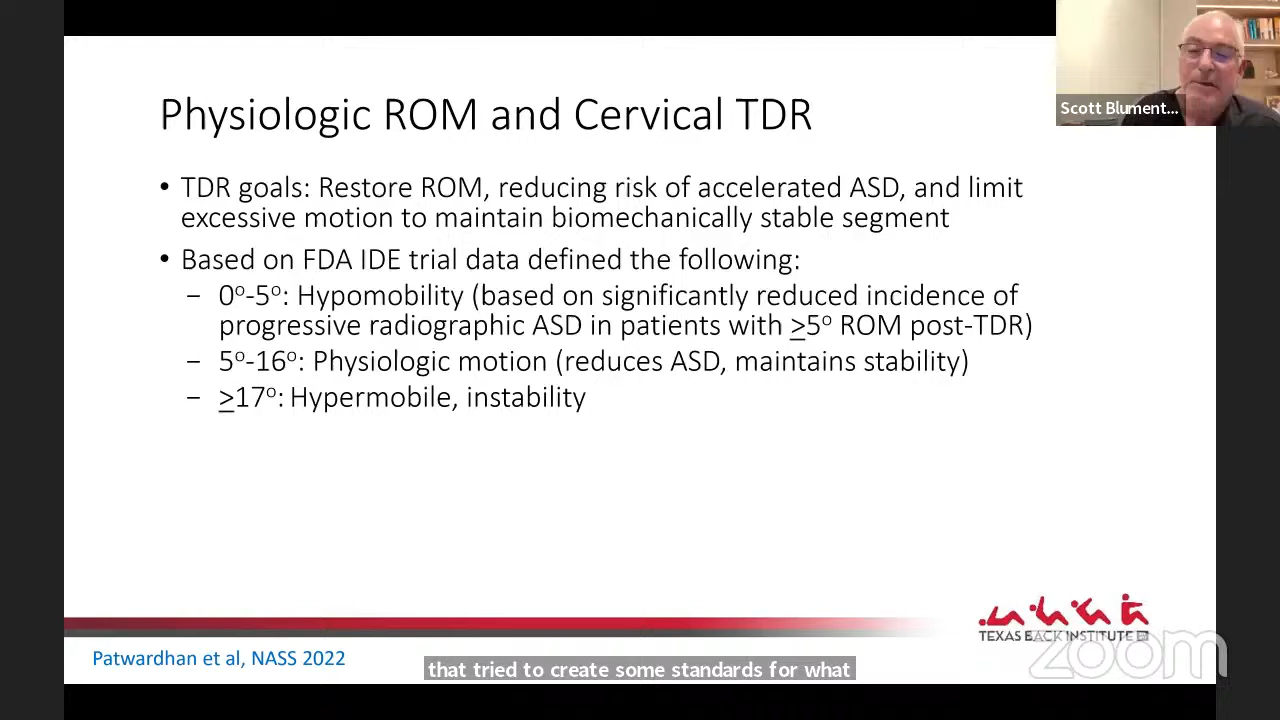 Scott Blument...
Physiologic ROM and Cervical TDR
• TDR goals: Restore ROM, reducing risk of accelerated ASD, and limit
excessive motion to maintain biomechanically stable segment
• Based on FDA IDE trial data defined the following:
− 0º-5º: Hypomobility (based on significantly reduced incidence of
progressive radiographic ASD in patients with >5º ROM post-TDR)
− 5º-16º: Physiologic motion (reduces ASD, maintains stability)
− >17º: Hypermobile, instability
TEXAS BACK INSTITUTE
zoom
Patwardhan et al, NASS 2022
that tried to create some standards for what